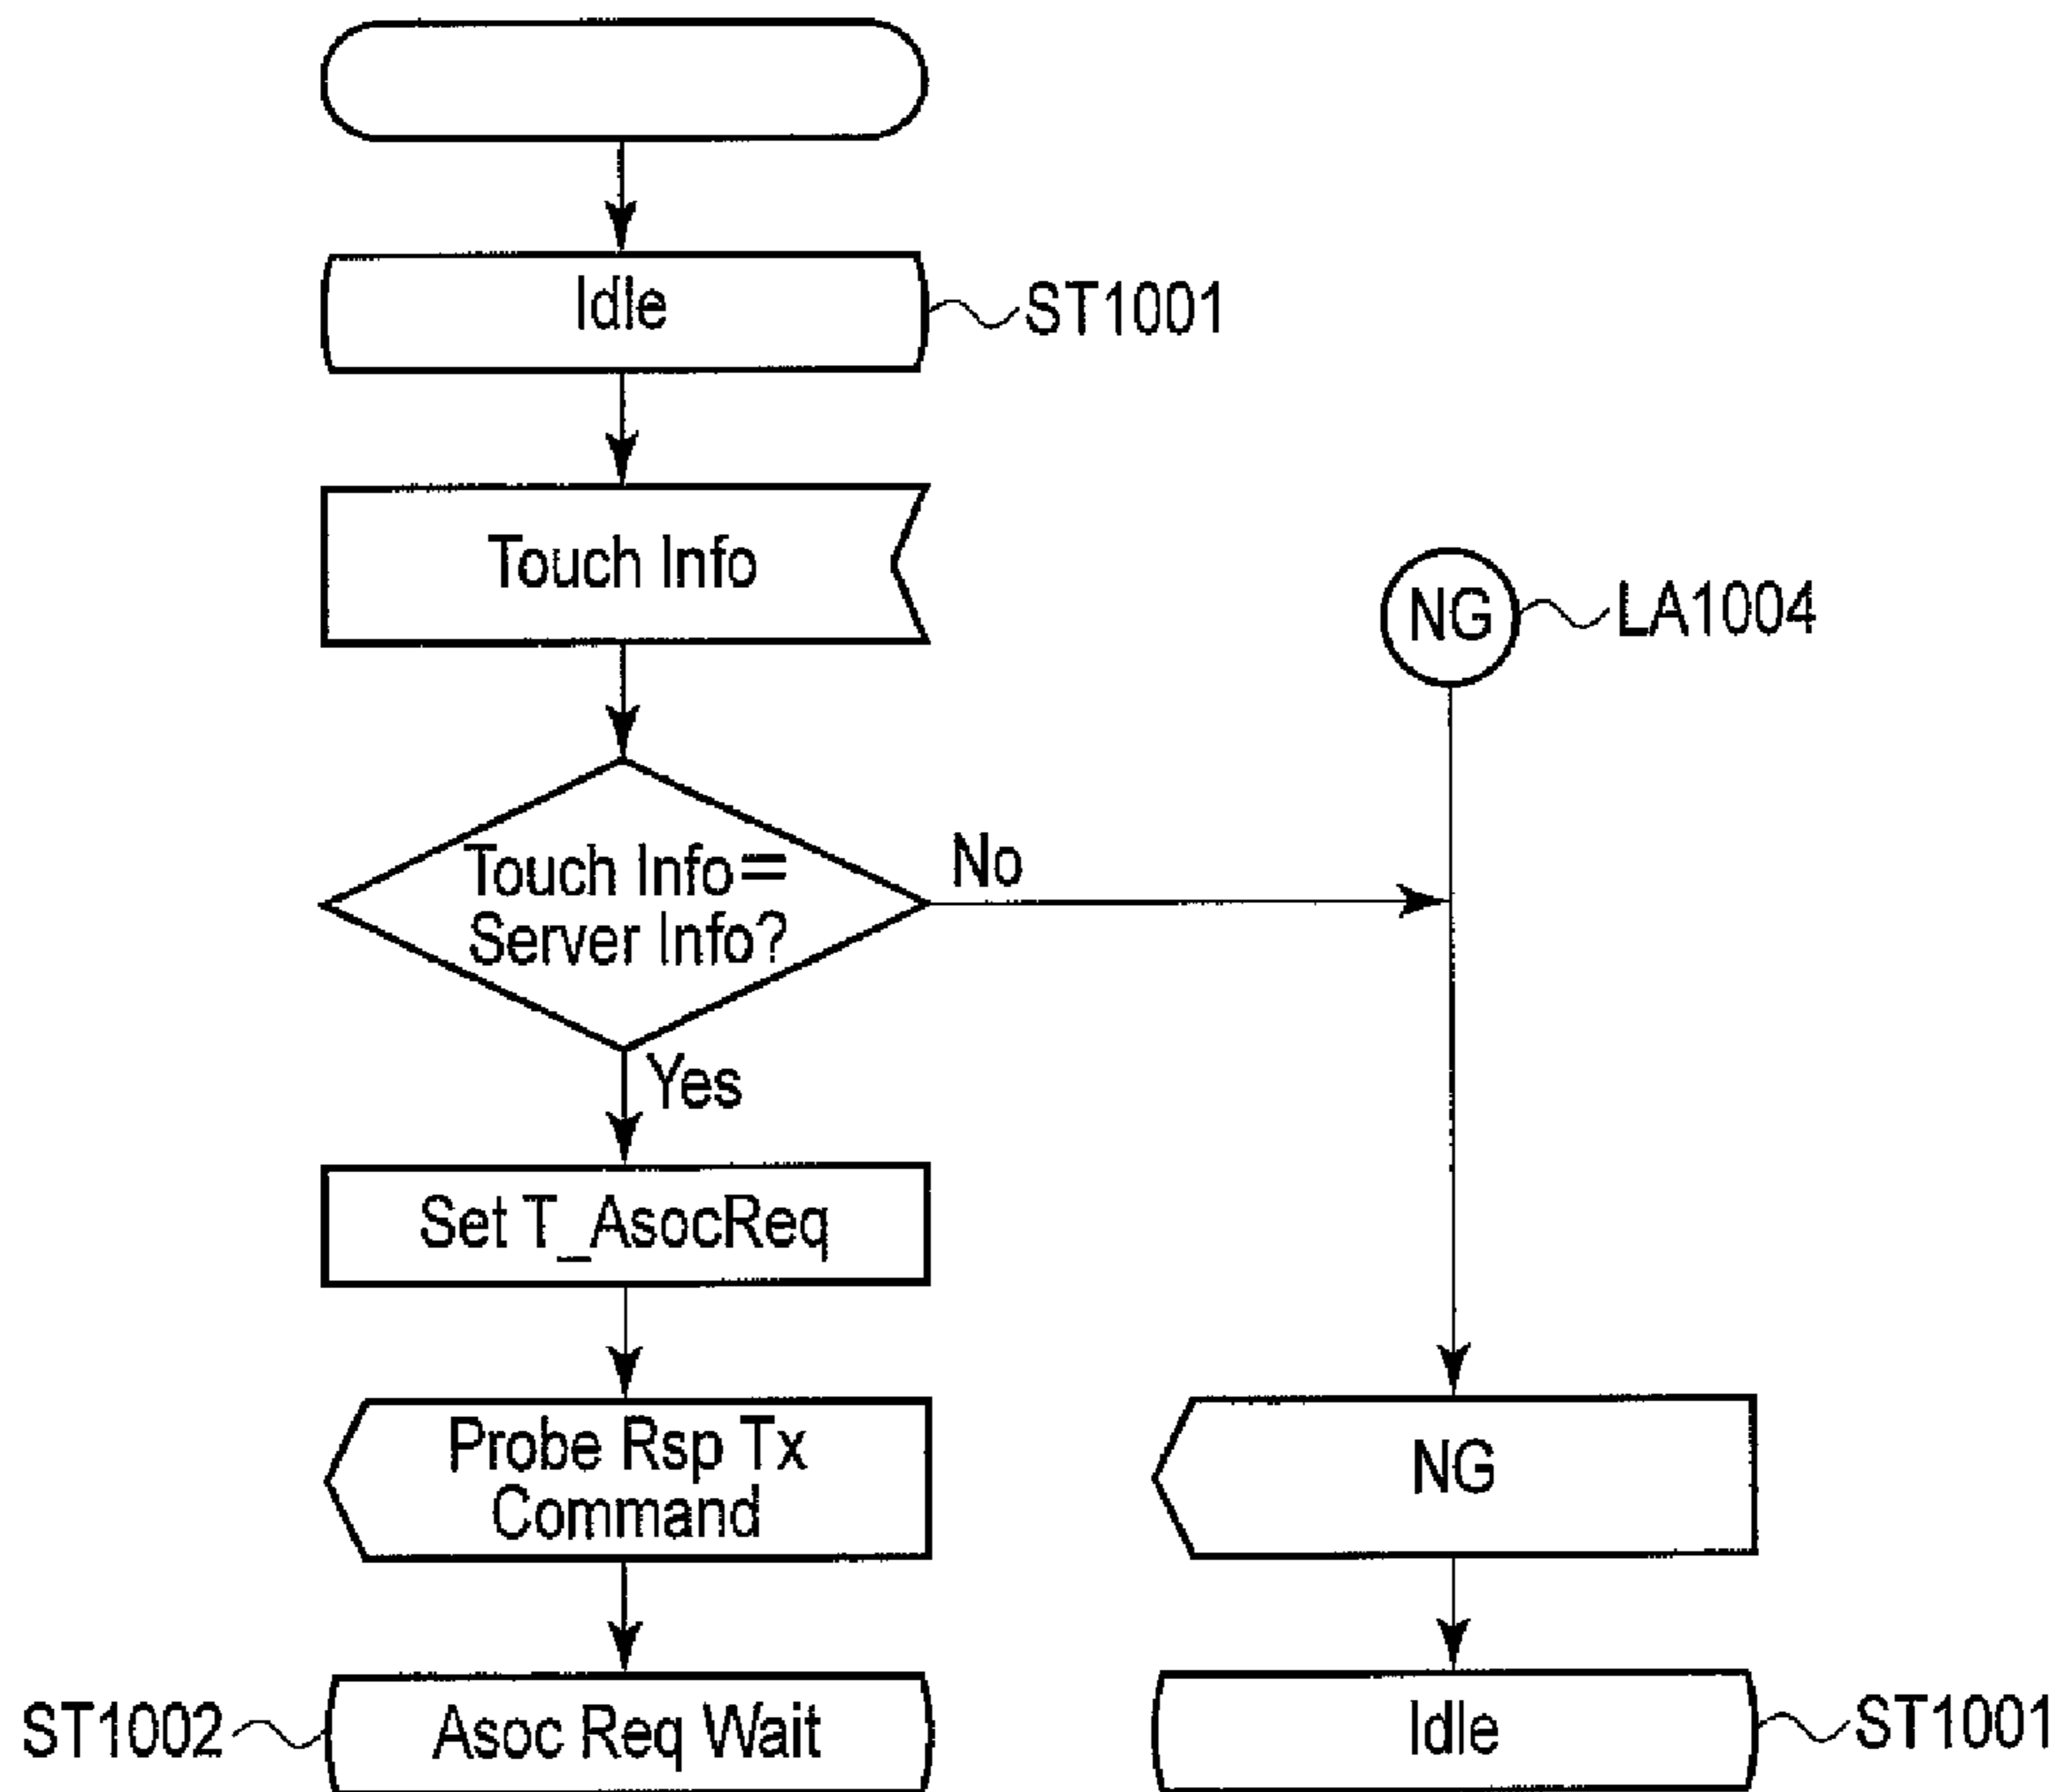 Idle
ST1001
Touch Info
NG
LA1004
Touch Info=
Server Info?
No
Yes
Set T_AsocReq
Probe Rsp Tx
Command
NG
ST1002
Asoc Req Wait
Idle
ST1001